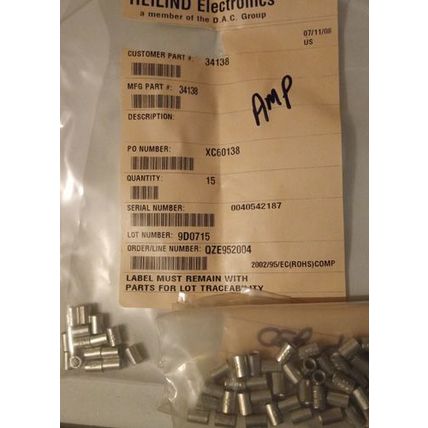 HEILIND Electronics
a member of the D.A.C. Group
07/11/08
US
CUSTOMER PART #: 34138
MFG PART #: 34138
AMP
DESCRIPTION:
PO NUMBER: XC60138
QUANTITY: 15
SERIAL NUMBER: 0040542187
LOT NUMBER: 9D0715
ORDER/LINE NUMBER: QZE952004
2002/95/EC(ROHS)COMP
LABEL MUST REMAIN WITH
PARTS FOR LOT TRACEABILITY